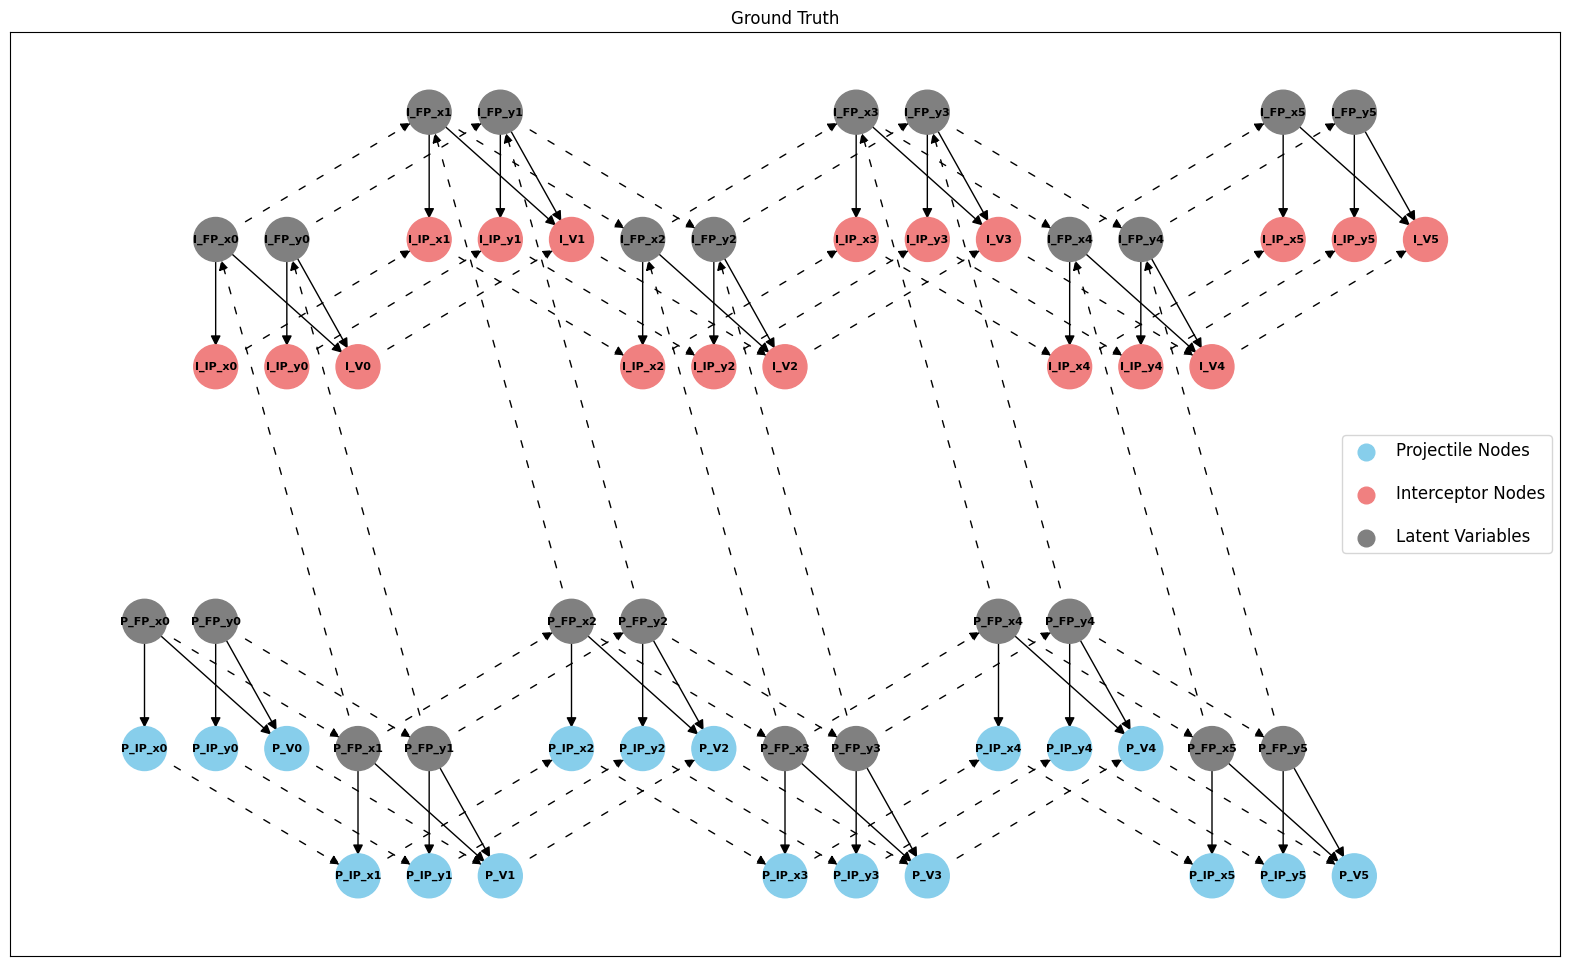 Ground Truth
I_FP_x1 I_FP_y1 I_FP_x3 I_FP_y3 I_FP_x5 I_FP_y5
I_FP_x0 I_FP_y0 I_IP_x1 I_IP_y1 I_V1 I_FP_x2 I_FP_y2 I_IP_x3 I_IP_y3 I_V3 I_FP_x4 I_FP_y4 I_IP_x5 I_IP_y5 I_V5
I_IP_x0 I_IP_y0 I_V0 I_IP_x2 I_IP_y2 I_V2 I_IP_x4 I_IP_y4 I_V4
Projectile Nodes
Interceptor Nodes
Latent Variables
P_FP_x0 P_FP_y0 P_FP_x2 P_FP_y2 P_FP_x4 P_FP_y4
P_IP_x0 P_IP_y0 P_V0 P_FP_x1 P_FP_y1 P_IP_x2 P_IP_y2 P_V2 P_FP_x3 P_FP_y3 P_IP_x4 P_IP_y4 P_V4 P_FP_x5 P_FP_y5
P_IP_x1 P_IP_y1 P_V1 P_IP_x3 P_IP_y3 P_V3 P_IP_x5 P_IP_y5 P_V5